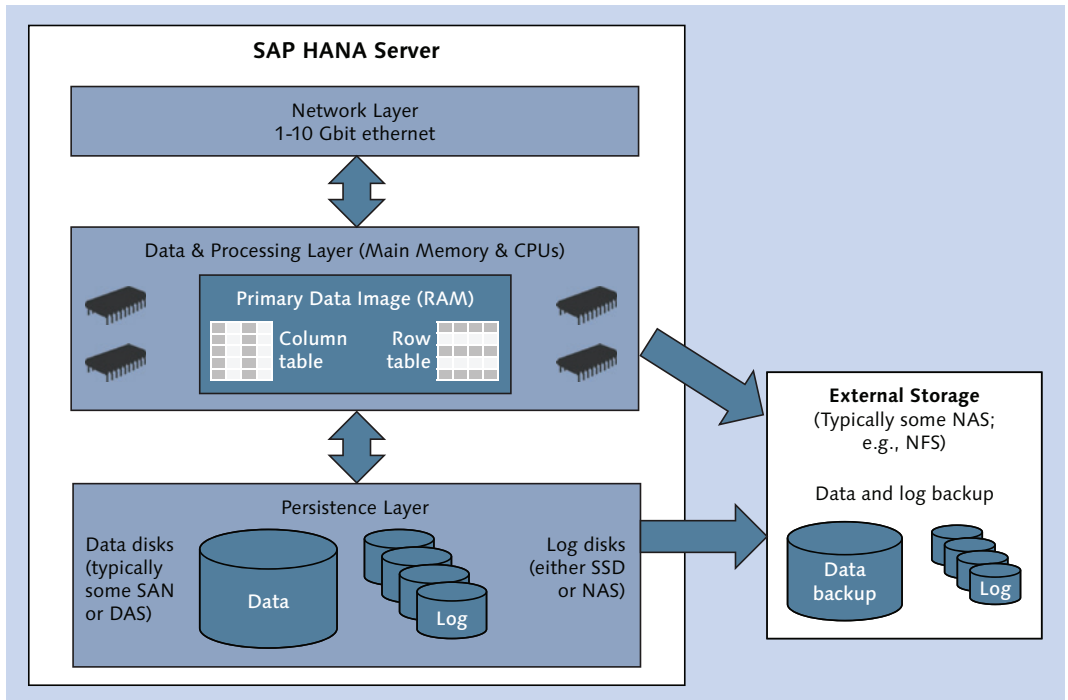 SAP HANA Server
Network Layer
1-10 Gbit ethernet
Data & Processing Layer (Main Memory & CPUs)
Primary Data Image (RAM)
Column
table
Row
table
Persistence Layer
Data disks
(typically
some SAN
or DAS)
Data
Log
Log disks
(either SSD
or NAS)
External Storage
(Typically some NAS;
e.g., NFS)
Data and log backup
Data
backup
Log